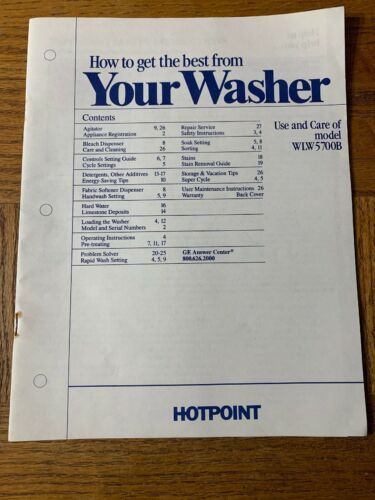 How to get the best from
Your Washer
Contents
Agitator 9, 26
Appliance Registration 2
Bleach Dispenser 8
Care and Cleaning 26
Controls Setting Guide 6, 7
Cycle Settings 5
Detergents, Other Additives 13-17
Energy-Saving Tips 10
Fabric Softener Dispenser 8
Handwash Setting 5, 9
Hard Water 16
Limestone Deposits 14
Loading the Washer 4, 12
Model and Serial Numbers 2
Operating Instructions 4
Pre-treating 7, 11, 17
Problem Solver 20-25
Rapid Wash Setting 4, 5, 9
Repair Service 27
Safety Instructions 3, 4
Soak Setting 5, 8
Sorting 4, 11
Stains 18
Stain Removal Guide 19
Storage & Vacation Tips 26
Super Cycle 4, 5
User Maintenance Instructions 26
Warranty Back Cover
GE Answer Center®
800.626.2000
Use and Care of
model
WLW5700B
HOTPOINT